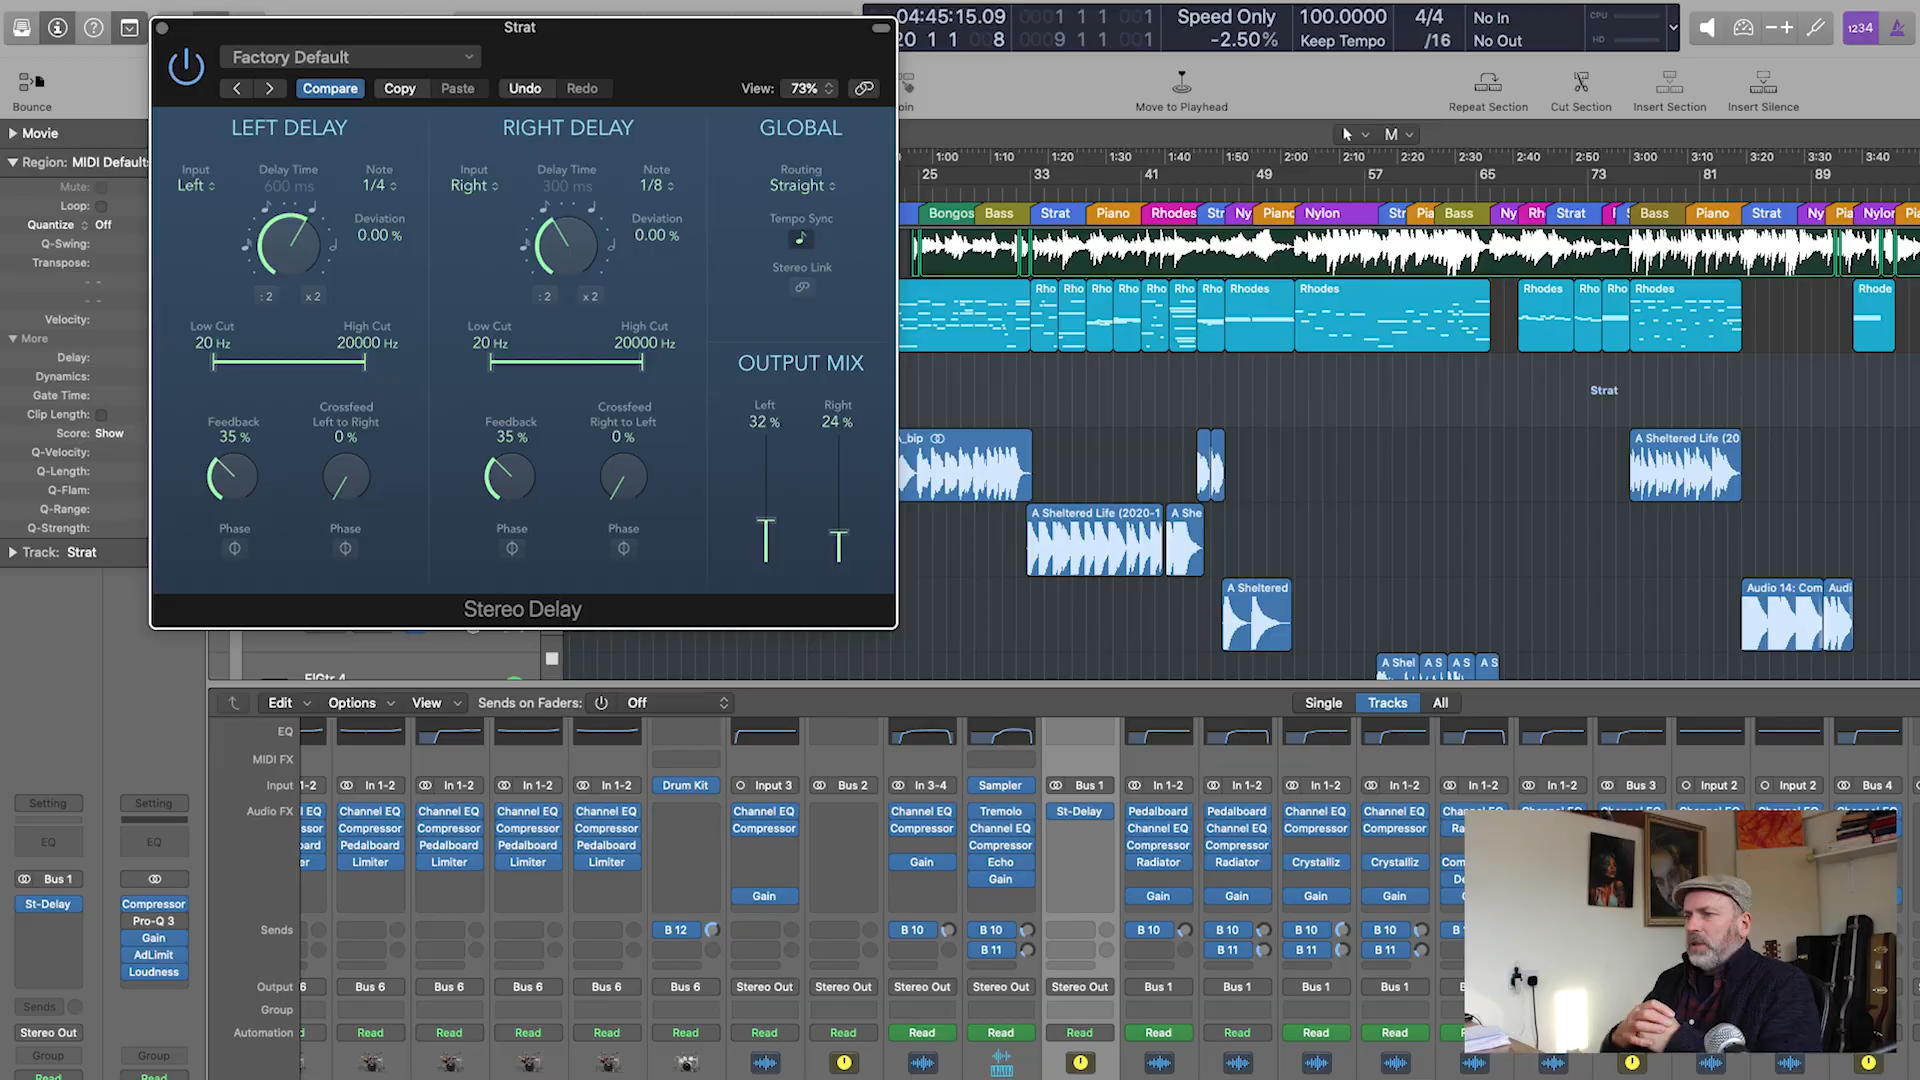 Strat
04:45:15.09
20 1 1 8
0001 1 1 001
0009 1 1 001
Speed Only
-2.50%
100.0000
Keep Tempo
4/4
/16
No In
No Out
CPU
HD
1234
Factory Default
Compare Copy Paste Undo Redo
View: 73%
Bounce
Move to Playhead
Repeat Section
Cut Section
Insert Section
Insert Silence
M
Movie
Region: MIDI Default
Mute:
Loop:
Quantize Off
Q-Swing:
Transpose:
Velocity:
More
Delay:
Dynamics:
Gate Time:
Clip Length:
Score: Show
Q-Velocity:
Q-Length:
Q-Flam:
Q-Range:
Q-Strength:
Track: Strat
LEFT DELAY
Input
Left
Delay Time
600 ms
Note
1/4
Deviation
0.00 %
: 2 x 2
Low Cut
20 Hz
High Cut
20000 Hz
Feedback
35 %
Crossfeed
Left to Right
0 %
Phase Phase
RIGHT DELAY
Input
Right
Delay Time
300 ms
Note
1/8
Deviation
0.00 %
: 2 x 2
Low Cut
20 Hz
High Cut
20000 Hz
Feedback
35 %
Crossfeed
Right to Left
0 %
Phase Phase
GLOBAL
Routing
Straight
Tempo Sync
Stereo Link
OUTPUT MIX
Left
32 %
Right
24 %
Stereo Delay
1:00 1:10 1:20 1:30 1:40 1:50 2:00 2:10 2:20 2:30 2:40 2:50 3:00 3:10 3:20 3:30 3:40
25 33 41 49 57 65 73 81 89
Bongos Bass Strat Piano Rhodes Str Ny Piano Nylon Str Pia Bass Ny Rh Strat Bass Piano Strat Ny Pia Nylon
Rho Rho Rho Rho Rho Rho Rho Rhodes Rhodes Rhodes Rho Rho Rhodes Rhode
Strat
_bip
A Sheltered Life (20
A Sheltered Life (2020-1
A She
A Sheltered
Audio 14: Com
Audi
A Shel A S A S A S
ElGtr 4
Edit Options View Sends on Faders: Off
Single Tracks All
EQ
MIDI FX
Input 1-2 In 1-2 In 1-2 In 1-2 In 1-2 Drum Kit Input 3 Bus 2 In 3-4 Sampler Bus 1 In 1-2 In 1-2 In 1-2 In 1-2 In 1-2 In 1-2 Bus 3 Input 2 Input 2 Bus 4
Audio FX l EQ Channel EQ Channel EQ Channel EQ Channel EQ Channel EQ Channel EQ Tremolo St-Delay Pedalboard Pedalboard Channel EQ Channel EQ
ssor Compressor Compressor Compressor Compressor Compressor Compressor Channel EQ Channel EQ Channel EQ Compressor Compressor
oard Pedalboard Pedalboard Pedalboard Pedalboard Compressor Compressor Compressor
er Limiter Limiter Limiter Limiter Gain Echo Radiator Radiator Crystalliz Crystalliz Com
Gain
Gain Gain Gain Gain Gain
Sends B 12 B 10 B 10 B 10 B 10 B 10 B 10
B 11 B 11 B 11 B 11
Output 6 Bus 6 Bus 6 Bus 6 Bus 6 Bus 6 Stereo Out Stereo Out Stereo Out Stereo Out Stereo Out Bus 1 Bus 1 Bus 1 Bus 1
Group
Automation Read Read Read Read Read Read Read Read Read Read Read Read Read Read
Setting Setting
EQ EQ
Bus 1
St-Delay
Compressor
Pro-Q 3
Gain
AdLimit
Loudness
Sends
Stereo Out
Group Group
Read Read